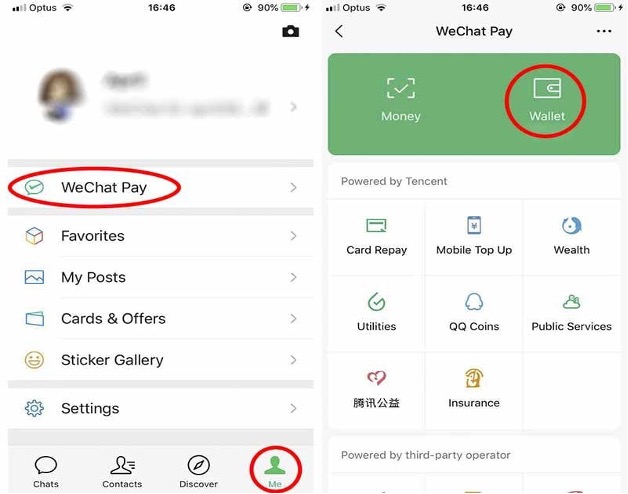 Optus 16:46 90%
WeChat Pay
Favorites
My Posts
Cards & Offers
Sticker Gallery
Settings
Chats Contacts Discover Me
Optus 16:46 90%
WeChat Pay
Money Wallet
Powered by Tencent
Card Repay Mobile Top Up Wealth
Utilities QQ Coins Public Services
腾讯公益 Insurance
Powered by third-party operator